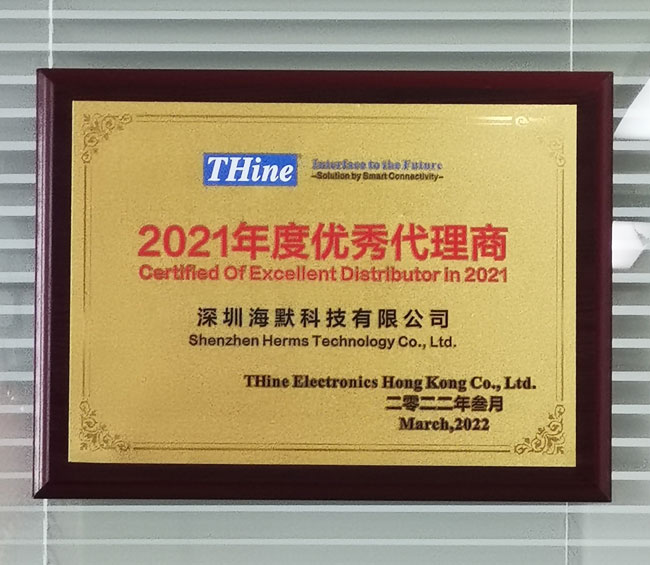 THine
Interface to the Future
–Solution by Smart Connectivity–
2021年度优秀代理商
Certified Of Excellent Distributor in 2021
深圳海默科技有限公司
Shenzhen Herms Technology Co., Ltd.
THine Electronics Hong Kong Co., Ltd.
二零二二年叁月
March,2022